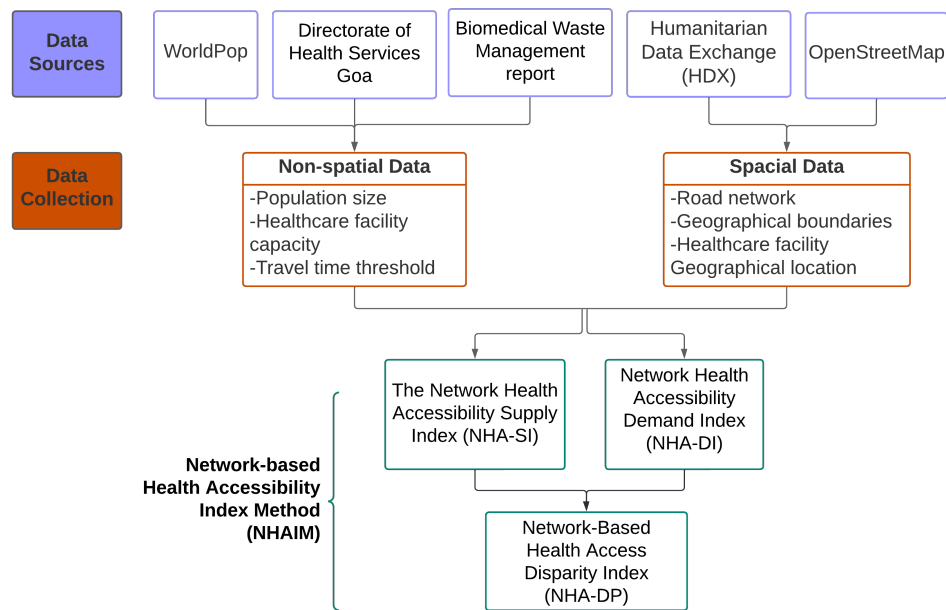 Data
Sources
WorldPop
Directorate of
Health Services
Goa
Biomedical Waste
Management
report
Humanitarian
Data Exchange
(HDX)
OpenStreetMap
Data
Collection
Non-spatial Data
-Population size
-Healthcare facility
capacity
-Travel time threshold
Spacial Data
-Road network
-Geographical boundaries
-Healthcare facility
Geographical location
The Network Health
Accessibility Supply
Index (NHA-SI)
Network Health
Accessibility
Demand Index
(NHA-DI)
Network-based
Health Accessibility
Index Method
(NHAIM)
Network-Based
Health Access
Disparity Index
(NHA-DP)